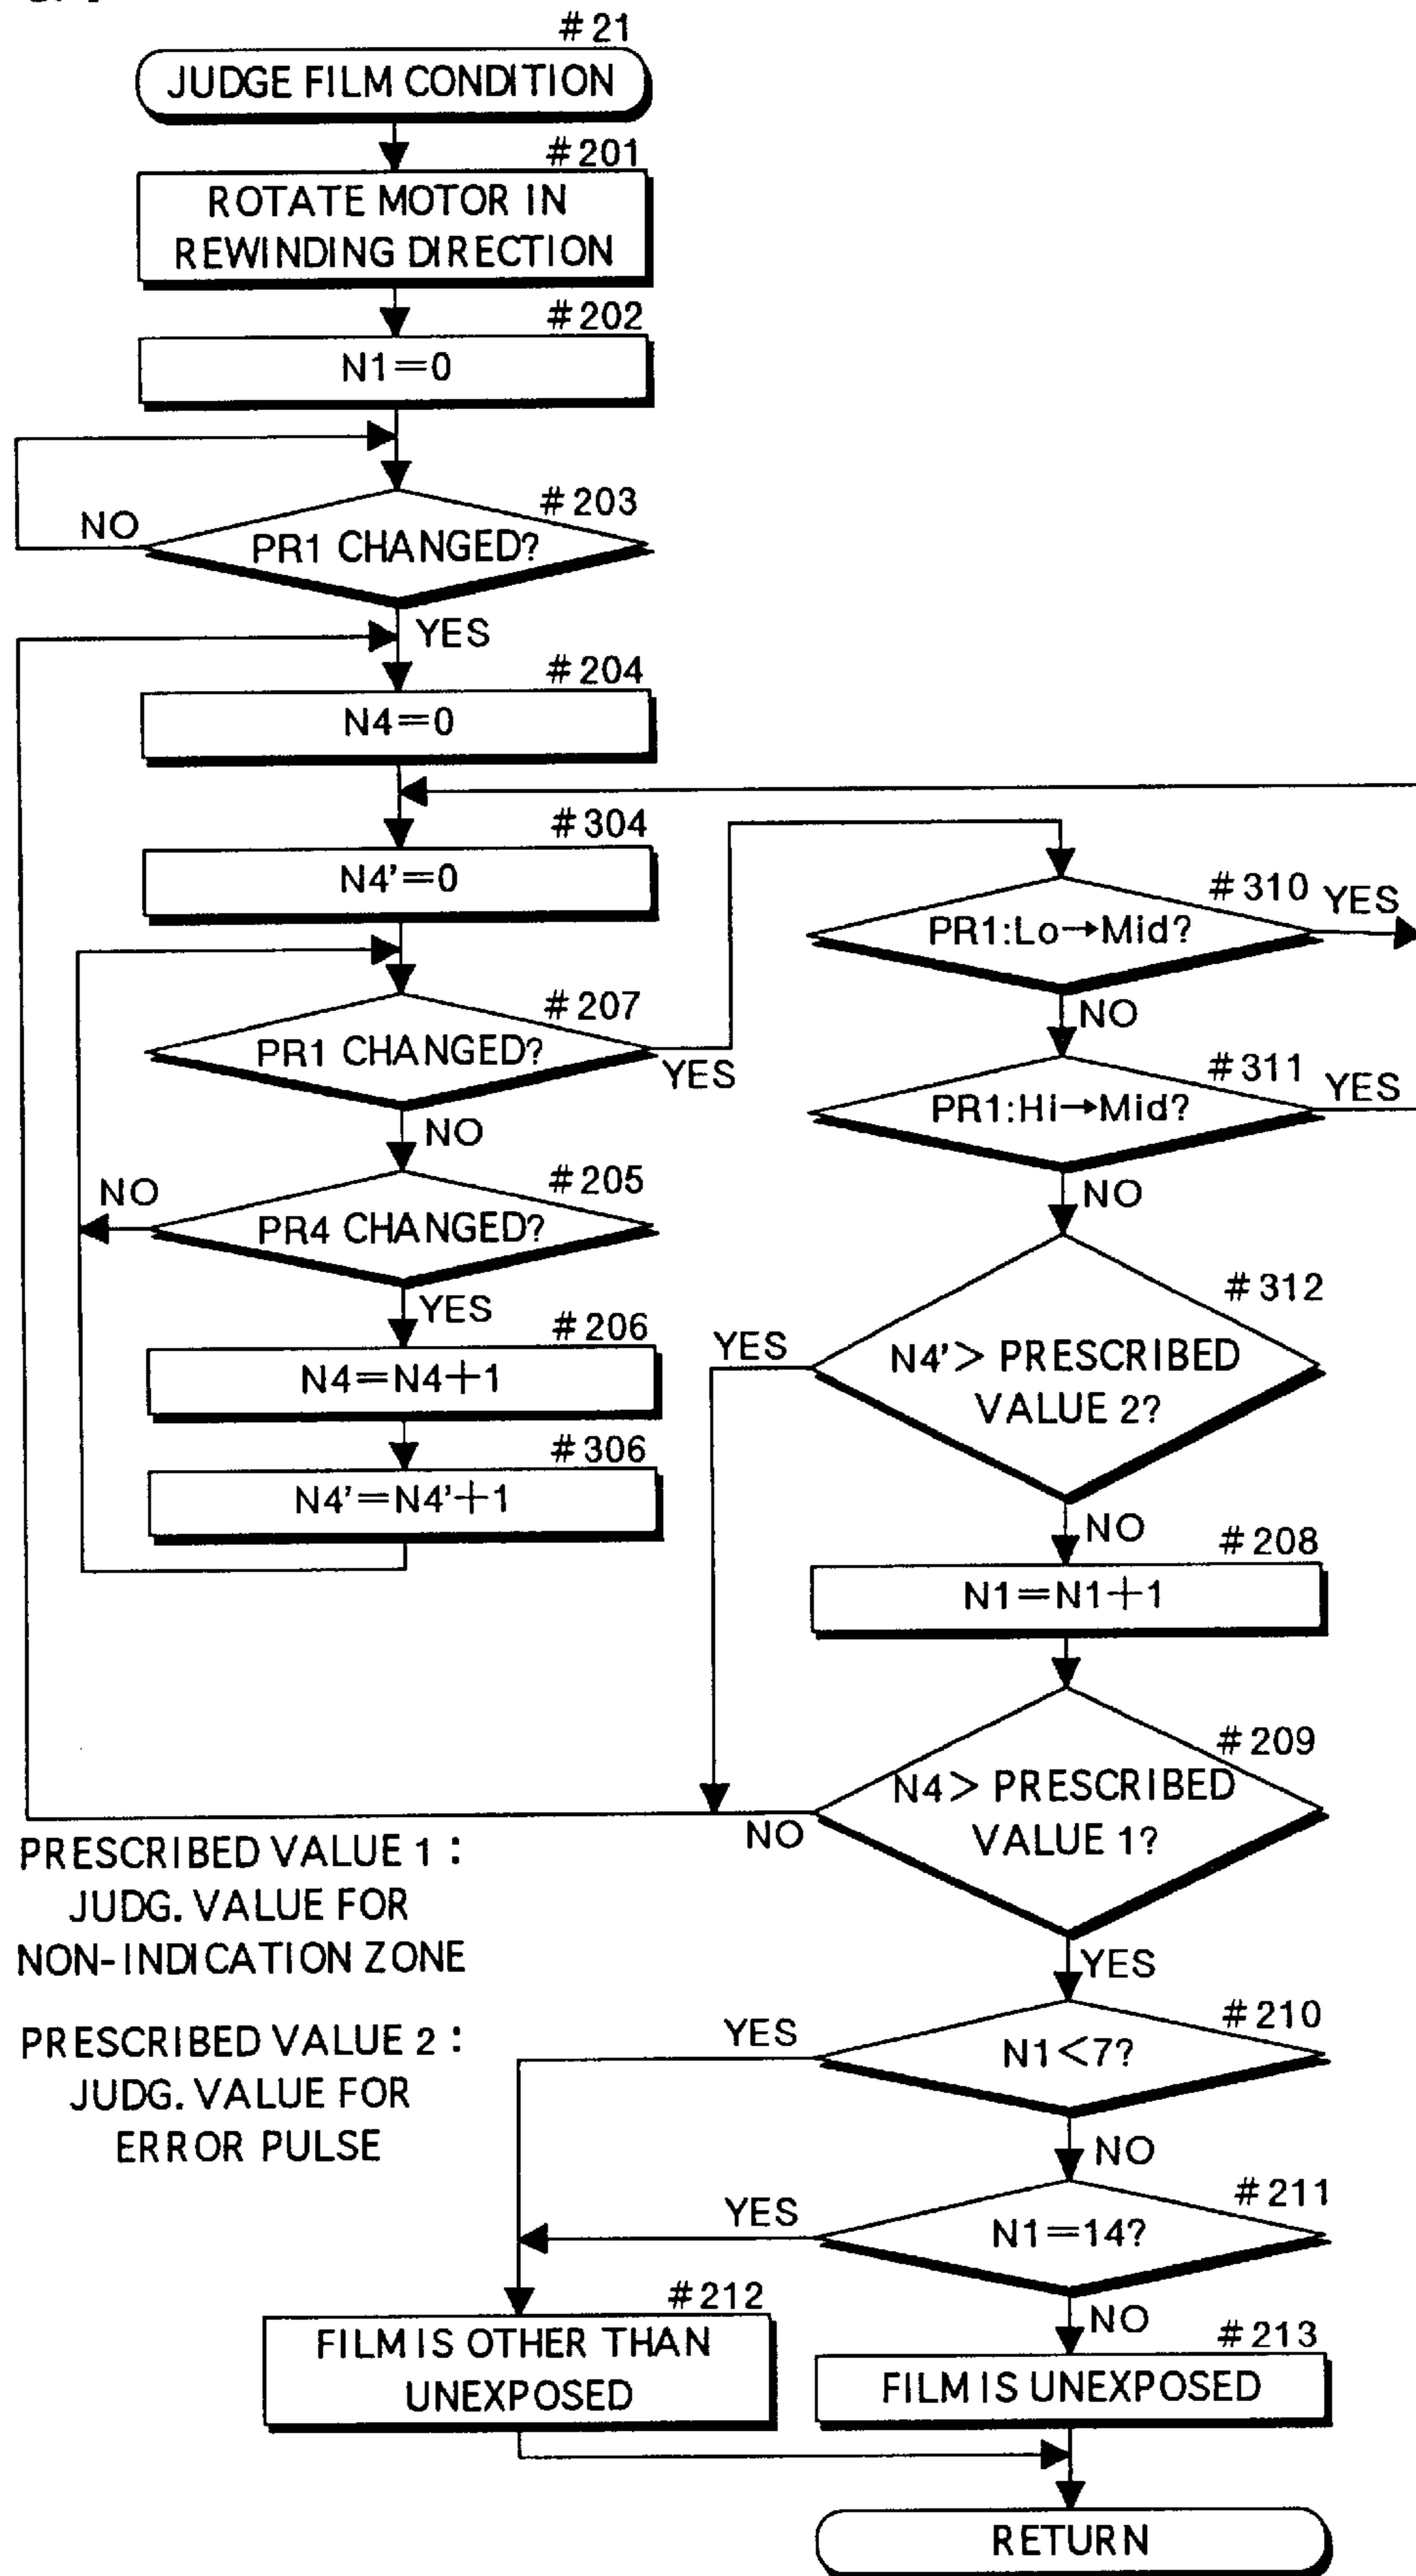 #21
JUDGE FILM CONDITION
#201
ROTATE MOTOR IN
REWINDING DIRECTION
#202
N1=0
#203
NO
PR1 CHANGED?
YES
#204
N4=0
#304
N4'=0
#207
PR1 CHANGED?
YES
NO
#205
NO
PR4 CHANGED?
YES
#206
N4=N4+1
#306
N4'=N4'+1
#310
YES
PR1:Lo→Mid?
NO
#311
YES
PR1:Hi→Mid?
NO
#312
YES
N4'> PRESCRIBED
VALUE 2?
NO
#208
N1=N1+1
#209
N4> PRESCRIBED
VALUE 1?
NO
YES
PRESCRIBED VALUE 1 :
JUDG. VALUE FOR
NON-INDICATION ZONE
PRESCRIBED VALUE 2 :
JUDG. VALUE FOR
ERROR PULSE
#210
YES
N1<7?
NO
#211
YES
N1=14?
NO
#212
FILM IS OTHER THAN
UNEXPOSED
#213
FILM IS UNEXPOSED
RETURN